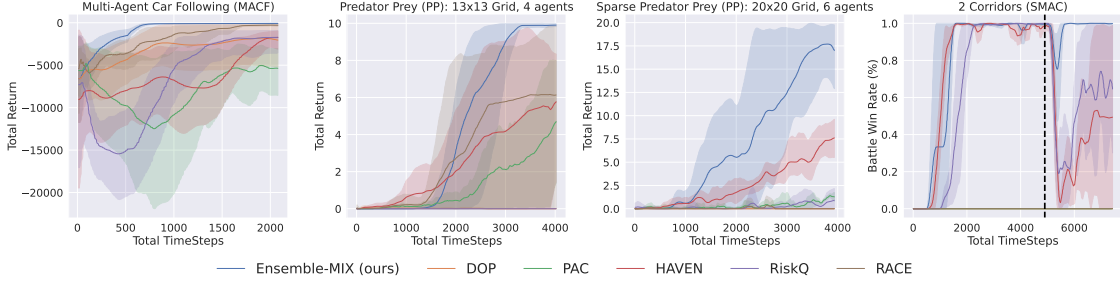 Multi-Agent Car Following (MACF)
Total Return
0
−5000
−10000
−15000
−20000
0 500 1000 1500 2000
Total TimeSteps
Predator Prey (PP): 13x13 Grid, 4 agents
Total Return
10
8
6
4
2
0
0 1000 2000 3000 4000
Total TimeSteps
Sparse Predator Prey (PP): 20x20 Grid, 6 agents
Total Return
20.0
17.5
15.0
12.5
10.0
7.5
5.0
2.5
0.0
0 1000 2000 3000 4000
Total TimeSteps
2 Corridors (SMAC)
Battle Win Rate (%)
1.0
0.8
0.6
0.4
0.2
0.0
0 2000 4000 6000
Total TimeSteps
Ensemble-MIX (ours) DOP PAC HAVEN RiskQ RACE